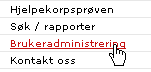 Hjelpekorpsprøven
Søk / rapporter
Brukeradministrering
Kontakt oss